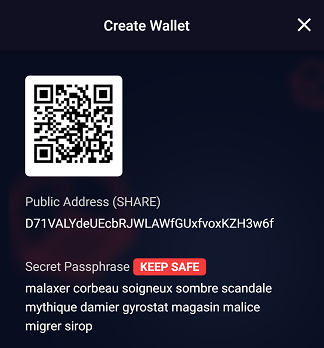 Create Wallet
Public Address (SHARE)
D71VALYdeUEcbRJWLAWfGUxfvoxKZH3w6f
Secret Passphrase KEEP SAFE
malaxer corbeau soigneux sombre scandale
mythique damier gyrostat magasin malice
migrer sirop